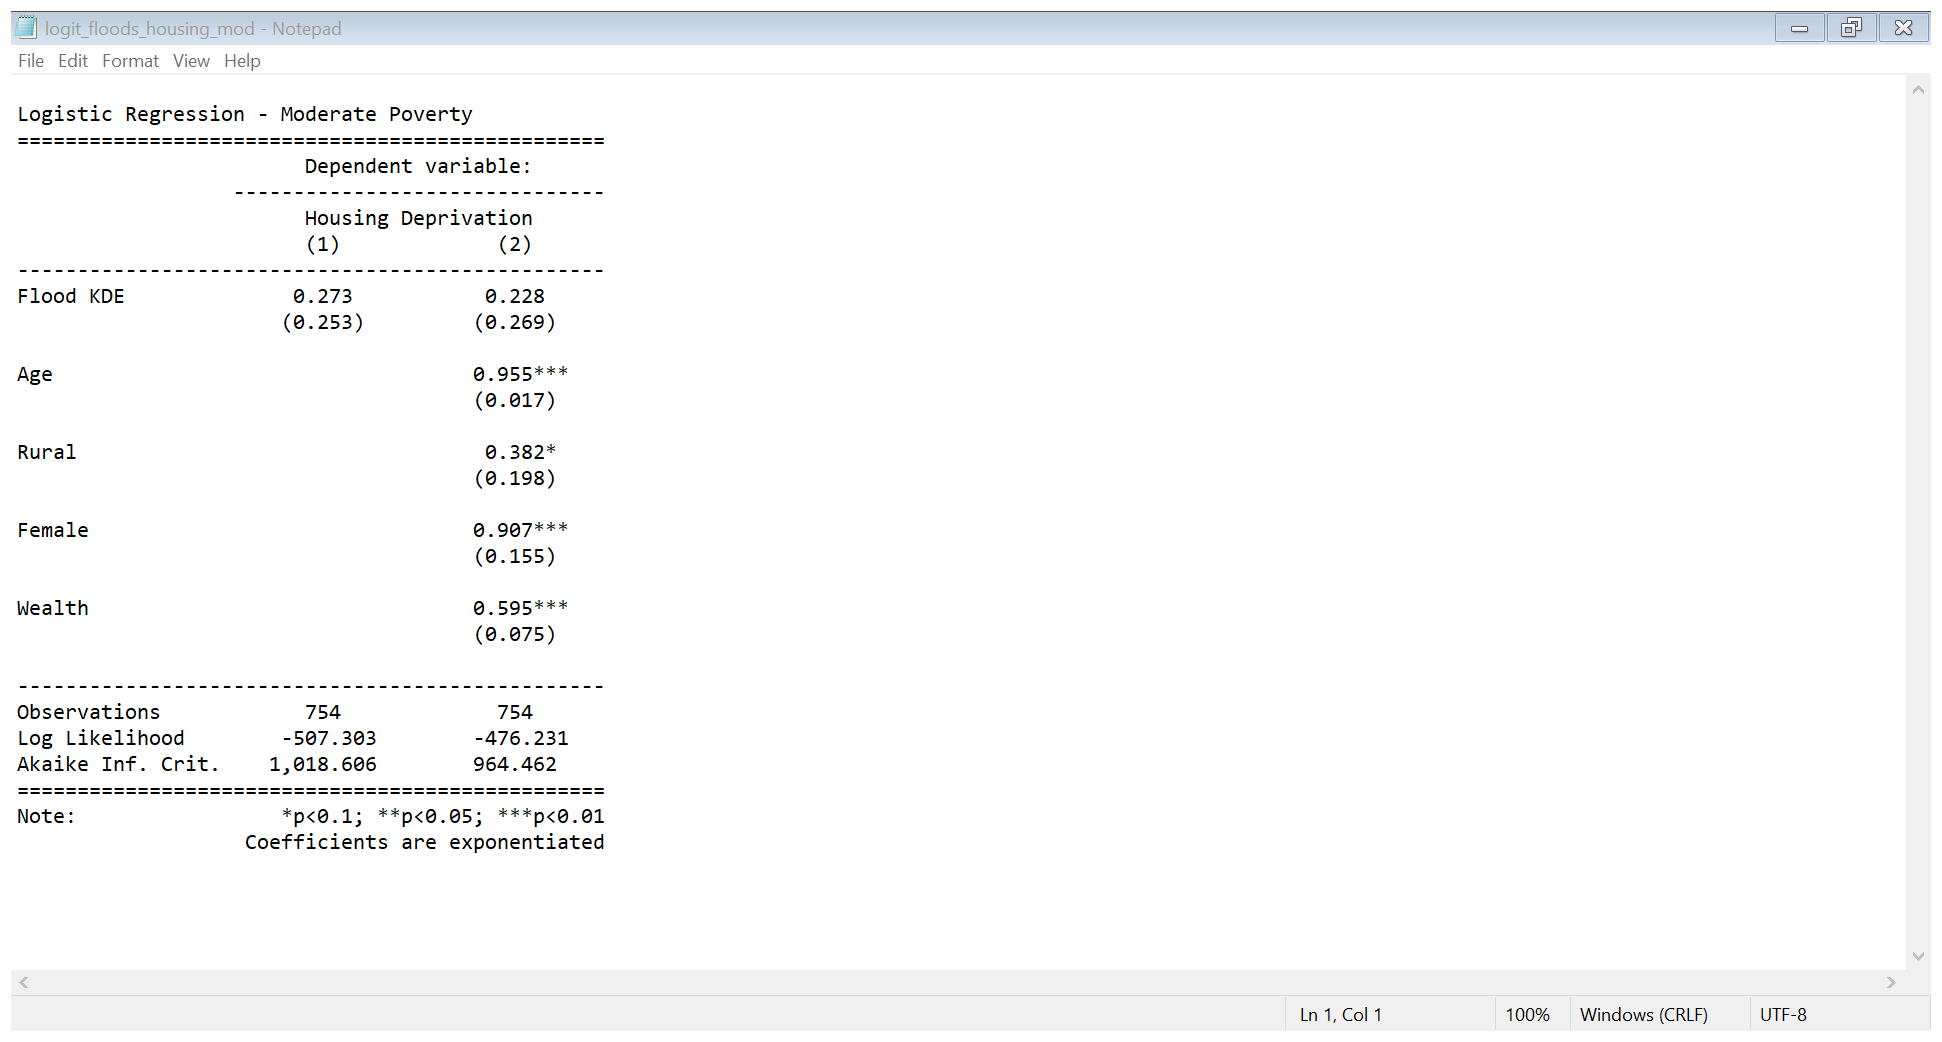 logit_floods_housing_mod - Notepad
File Edit Format View Help
Logistic Regression - Moderate Poverty
=================================================
Dependent variable:
-------------------------------
Housing Deprivation
(1) (2)
-------------------------------------------------
Flood KDE 0.273 0.228
(0.253) (0.269)
Age 0.955***
(0.017)
Rural 0.382*
(0.198)
Female 0.907***
(0.155)
Wealth 0.595***
(0.075)
-------------------------------------------------
Observations 754 754
Log Likelihood -507.303 -476.231
Akaike Inf. Crit. 1,018.606 964.462
=================================================
Note: *p<0.1; **p<0.05; ***p<0.01
Coefficients are exponentiated
Ln 1, Col 1 100% Windows (CRLF) UTF-8